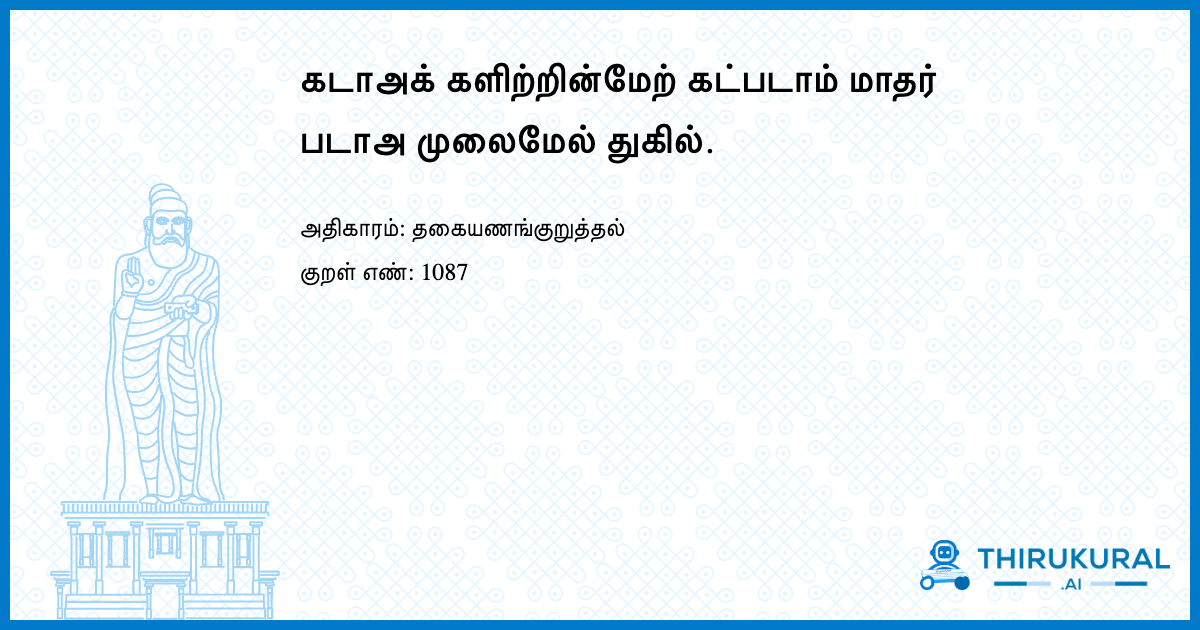 கடாஅக் களிற்றின்மேற் கட்படாம் மாதர்
படாஅ முலைமேல் துகில்.
அதிகாரம்: தகையணங்குறுத்தல்
குறள் எண்: 1087
THIRUKURAL
.AI